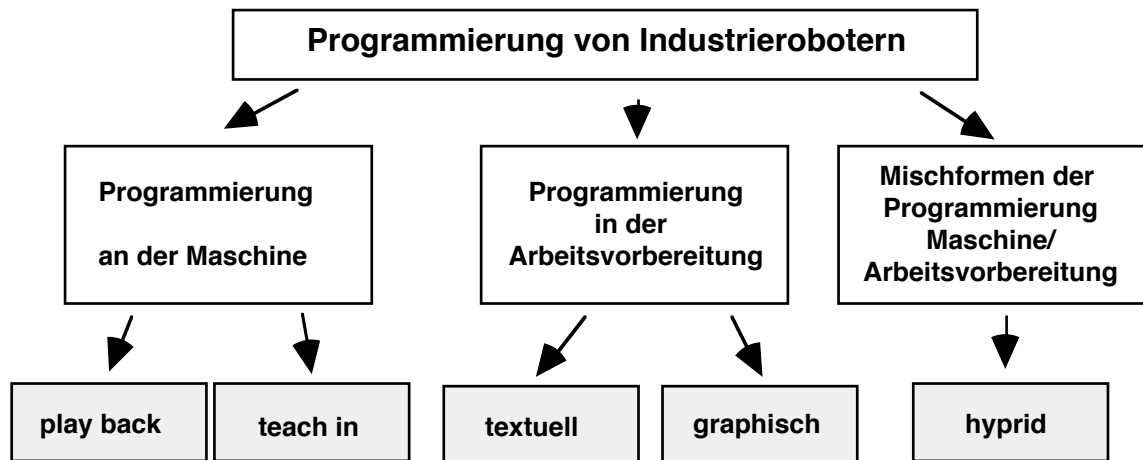 Programmierung von Industrierobotern
Programmierung
an der Maschine
Programmierung
in der
Arbeitsvorbereitung
Mischformen der
Programmierung
Maschine/
Arbeitsvorbereitung
play back
teach in
textuell
graphisch
hyprid